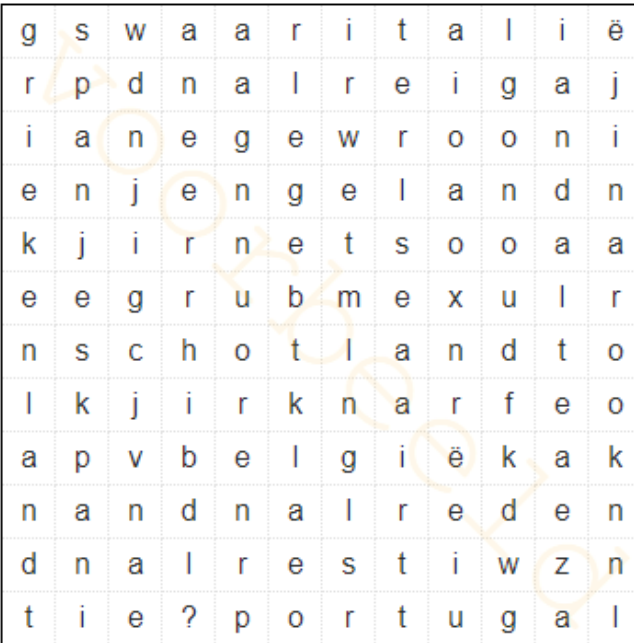 g s w a a r i t a l i ë
r p d n a l r e i g a j
i a n e g e w r o o n i
e n j e n g e l a n d n
k j i r n e t s o o a a
e e g r u b m e x u l r
n s c h o t l a n d t o
l k j i r k n a r f e o
a p v b e l g i ë k a k
n a n d n a l r e d e n
d n a l r e s t i w z n
t i e ? p o r t u g a l
voorbeeld